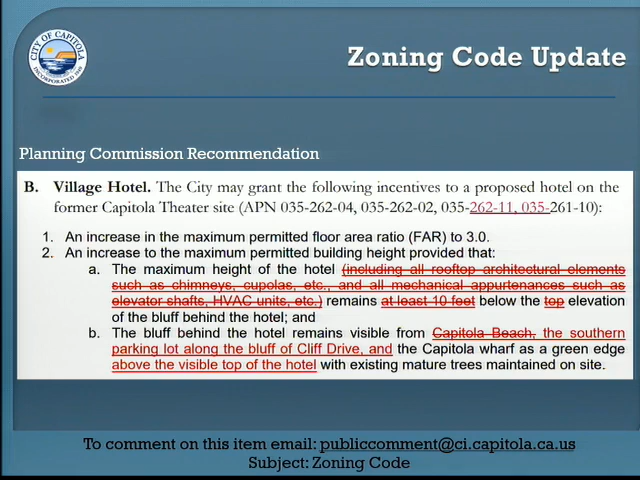 CITY OF CAPITOLA
INCORPORATED 1949
Zoning Code Update
Planning Commission Recommendation
B. Village Hotel. The City may grant the following incentives to a proposed hotel on the
former Capitola Theater site (APN 035-262-04, 035-262-02, 035-262-11, 035-261-10):
1. An increase in the maximum permitted floor area ratio (FAR) to 3.0.
2. An increase to the maximum permitted building height provided that:
a. The maximum height of the hotel (including all rooftop architectural elements
such as chimneys, cupolas, etc., and all mechanical appurtenances such as
elevator shafts, HVAC units, etc.) remains at least 10 feet below the top elevation
of the bluff behind the hotel; and
b. The bluff behind the hotel remains visible from Capitola Beach, the southern
parking lot along the bluff of Cliff Drive, and the Capitola wharf as a green edge
above the visible top of the hotel with existing mature trees maintained on site.
To comment on this item email: publiccomment@ci.capitola.ca.us
Subject: Zoning Code